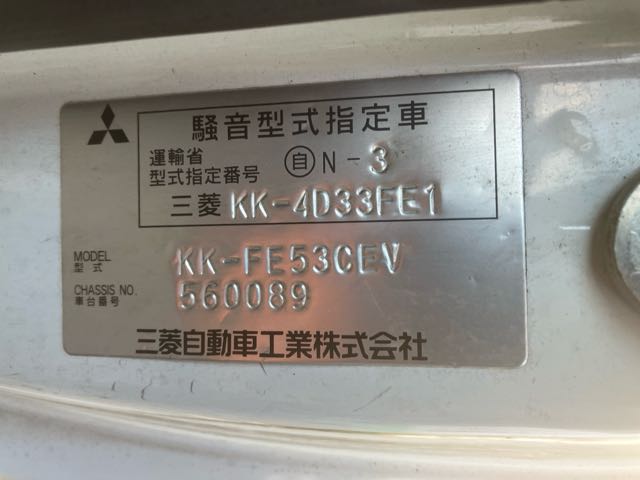 騒音型式指定車
運輸省
型式指定番号 自 N-3
三菱 KK-4D33FE1
MODEL
型式 KK-FE53CEV
CHASSIS NO.
車台番号 560089
三菱自動車工業株式会社